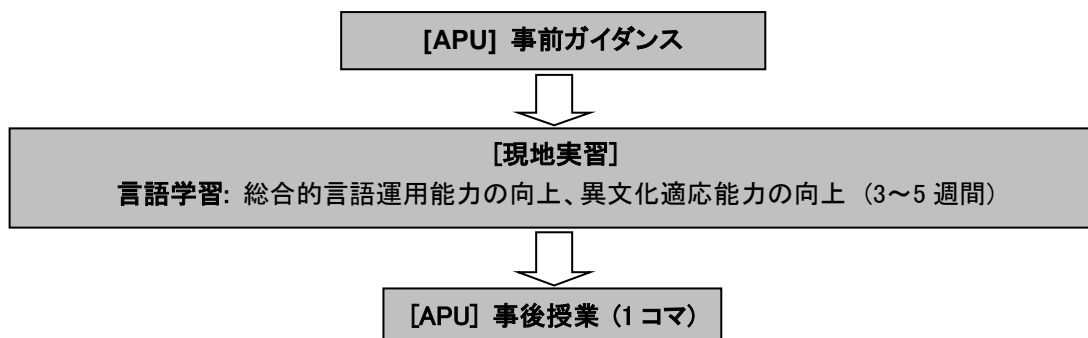 [APU] 事前ガイダンス
[現地実習]
言語学習: 総合的言語運用能力の向上、異文化適応能力の向上 (3～5 週間)
[APU] 事後授業 (1 コマ)